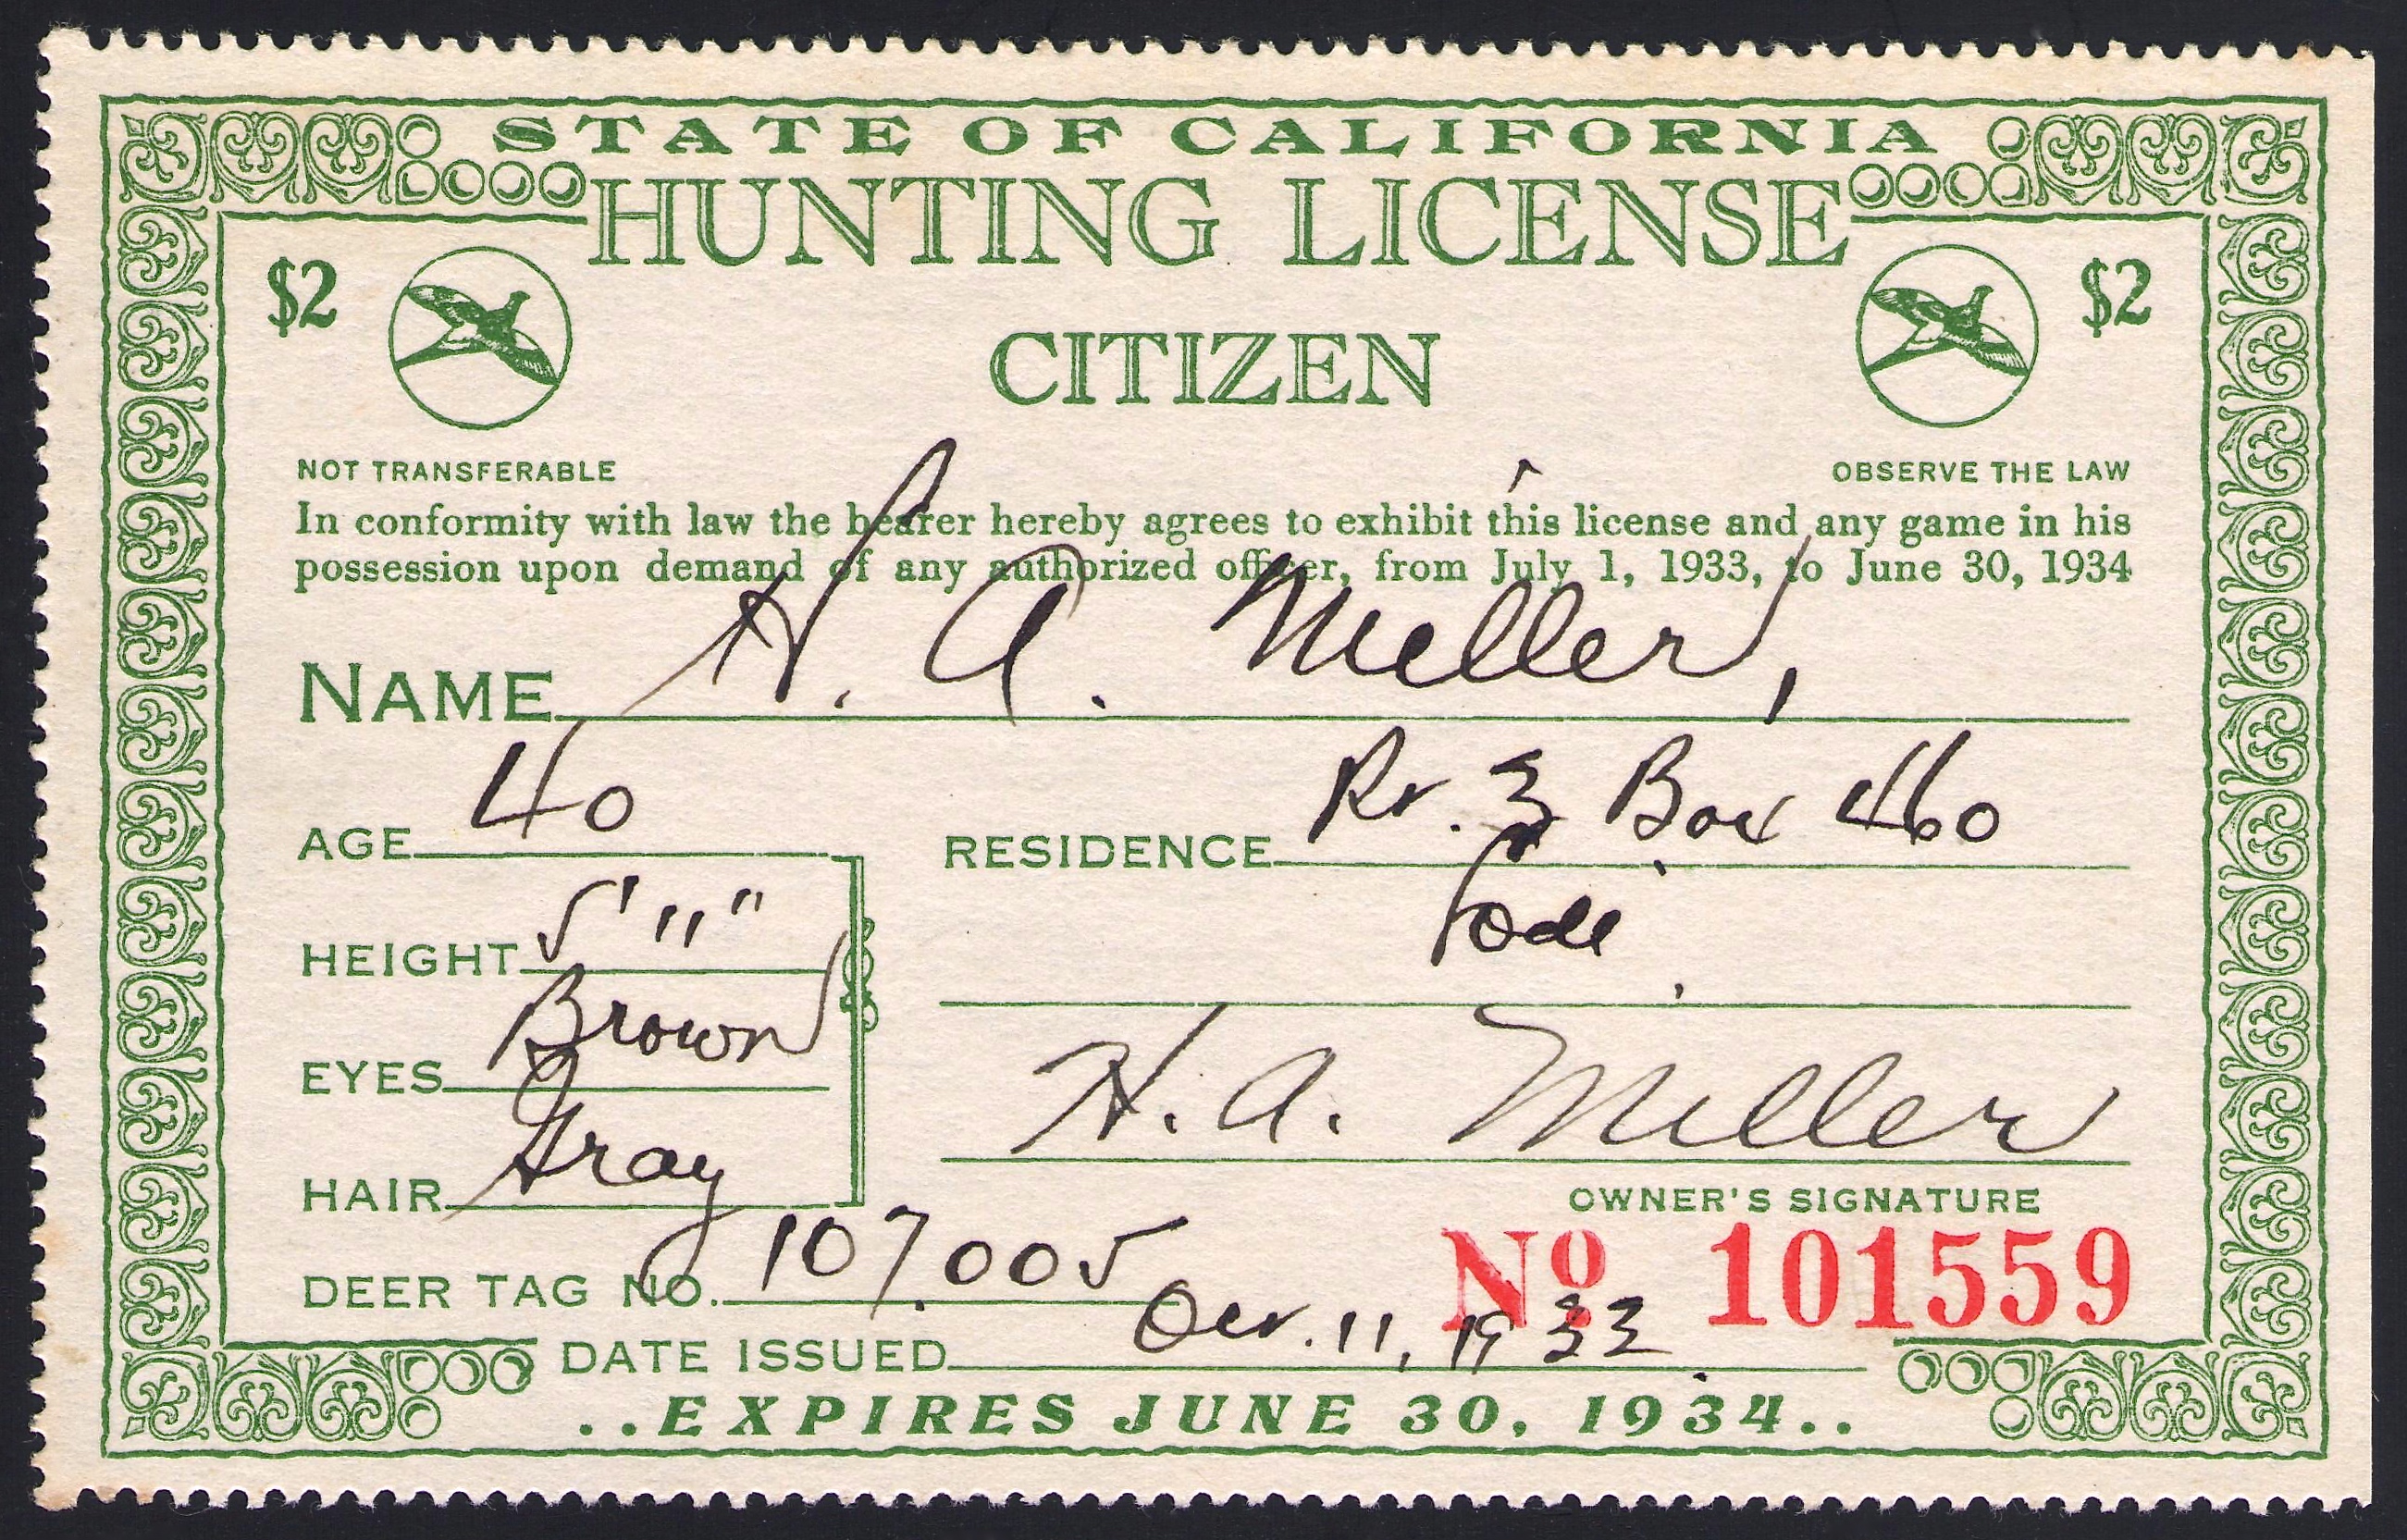 STATE OF CALIFORNIA
HUNTING LICENSE
$2 $2
CITIZEN
NOT TRANSFERABLE OBSERVE THE LAW
In conformity with law the bearer hereby agrees to exhibit this license and any game in his
possession upon demand of any authorized officer, from July 1, 1933, to June 30, 1934
NAME H. A. Miller,
AGE 40 RESIDENCE Rr. 3 Box 460
HEIGHT 5' 11" Lodi
EYES Brown
H. A. Miller
HAIR Gray OWNER'S SIGNATURE
DEER TAG NO. 107005 No 101559
DATE ISSUED Oct. 11, 1933
..EXPIRES JUNE 30, 1934..